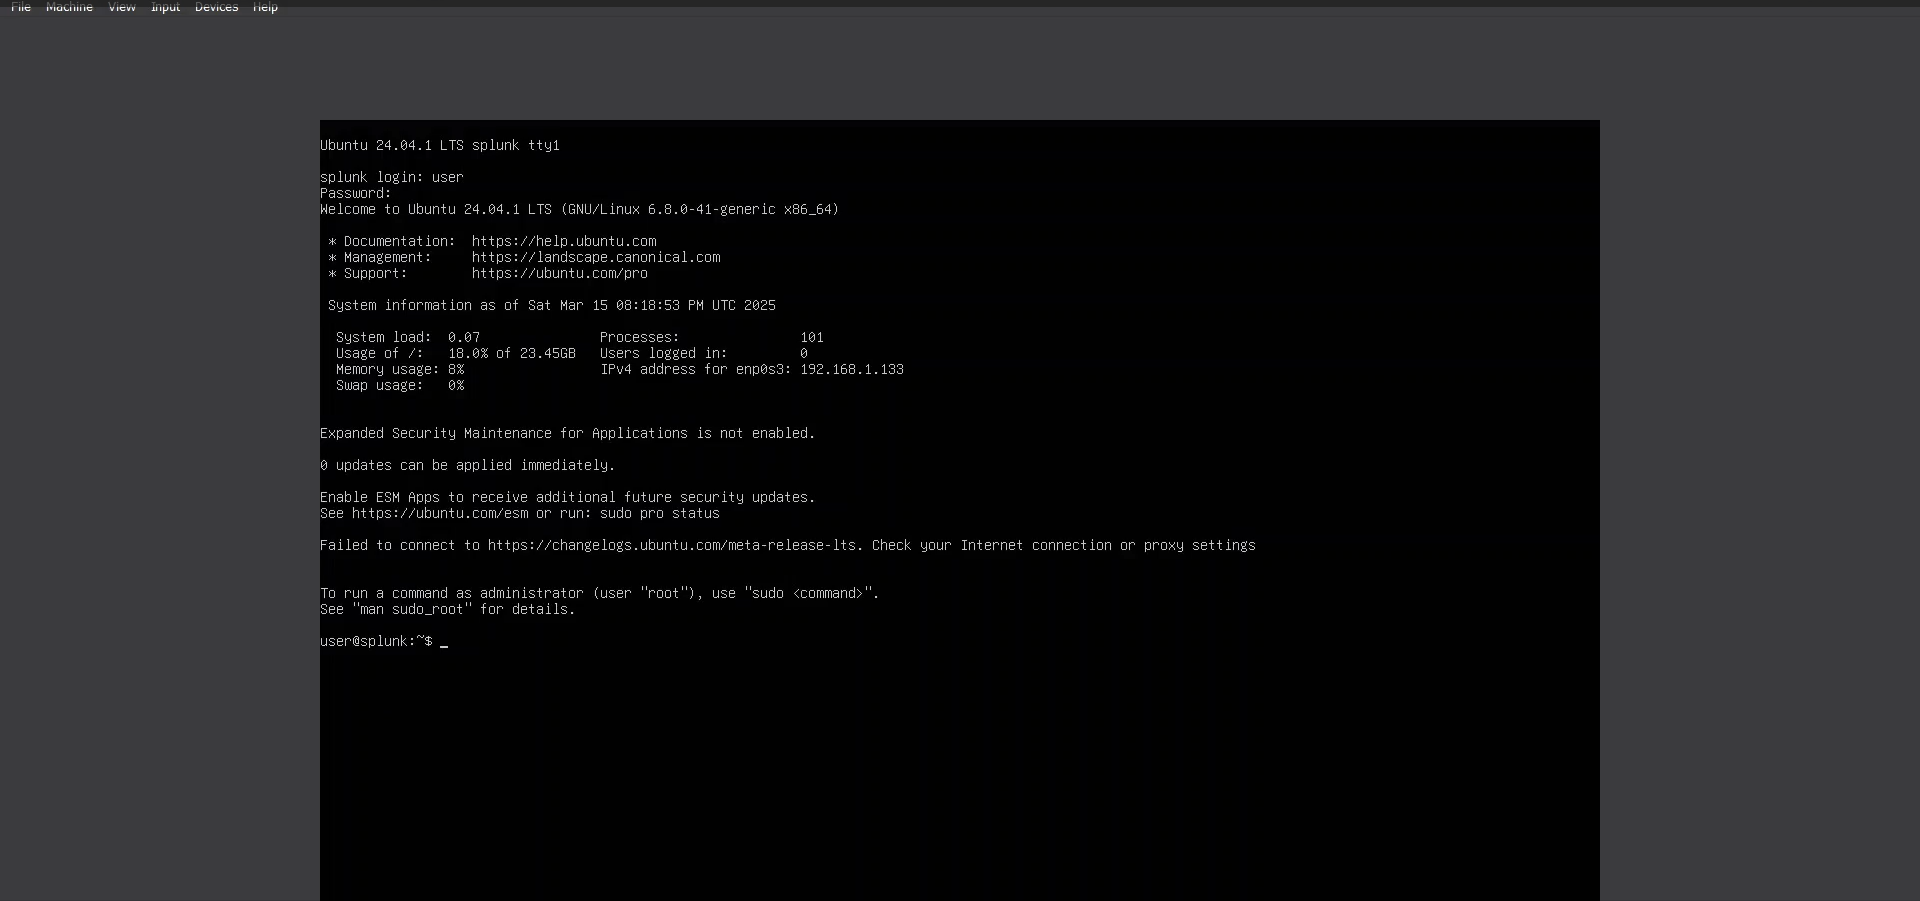 File Machine View Input Devices Help
Ubuntu 24.04.1 LTS splunk tty1
splunk login: user
Password:
Welcome to Ubuntu 24.04.1 LTS (GNU/Linux 6.8.0-41-generic x86_64)
* Documentation: https://help.ubuntu.com
* Management: https://landscape.canonical.com
* Support: https://ubuntu.com/pro
System information as of Sat Mar 15 08:18:53 PM UTC 2025
System load: 0.07 Processes: 101
Usage of /: 18.0% of 23.45GB Users logged in: 0
Memory usage: 8% IPv4 address for enp0s3: 192.168.1.133
Swap usage: 0%
Expanded Security Maintenance for Applications is not enabled.
0 updates can be applied immediately.
Enable ESM Apps to receive additional future security updates.
See https://ubuntu.com/esm or run: sudo pro status
Failed to connect to https://changelogs.ubuntu.com/meta-release-lts. Check your Internet connection or proxy settings
To run a command as administrator (user "root"), use "sudo <command>".
See "man sudo_root" for details.
user@splunk:~$ _